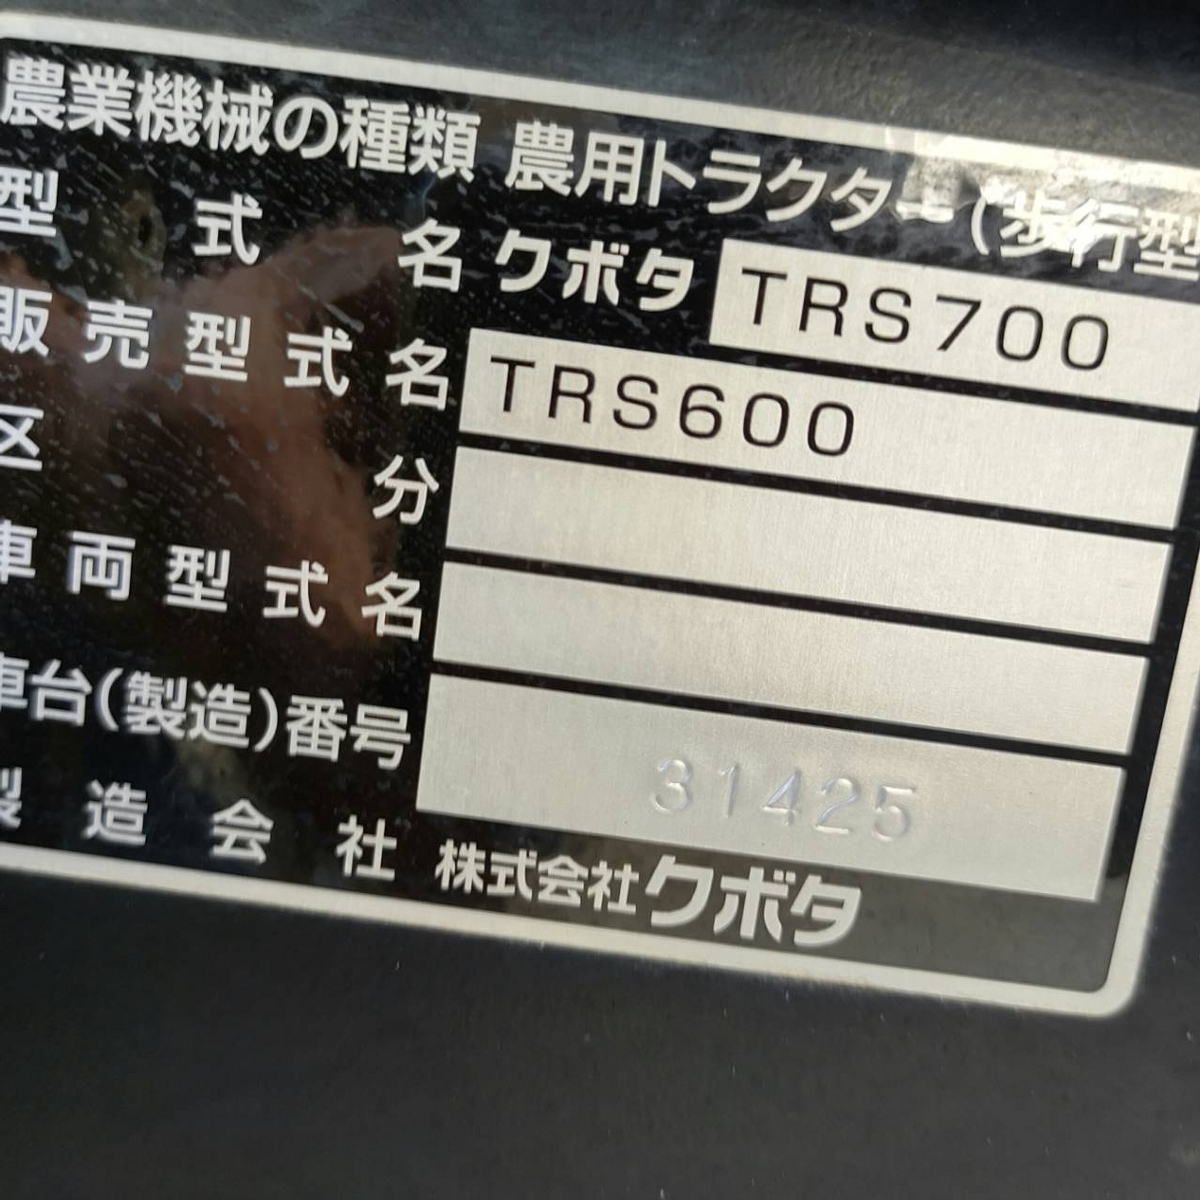 農業機械の種類 農用トラクター(歩行型
型式名 クボタ TRS700
販売型式名 TRS600
区分
車両型式名
車台(製造)番号 31425
製造会社 株式会社クボタ